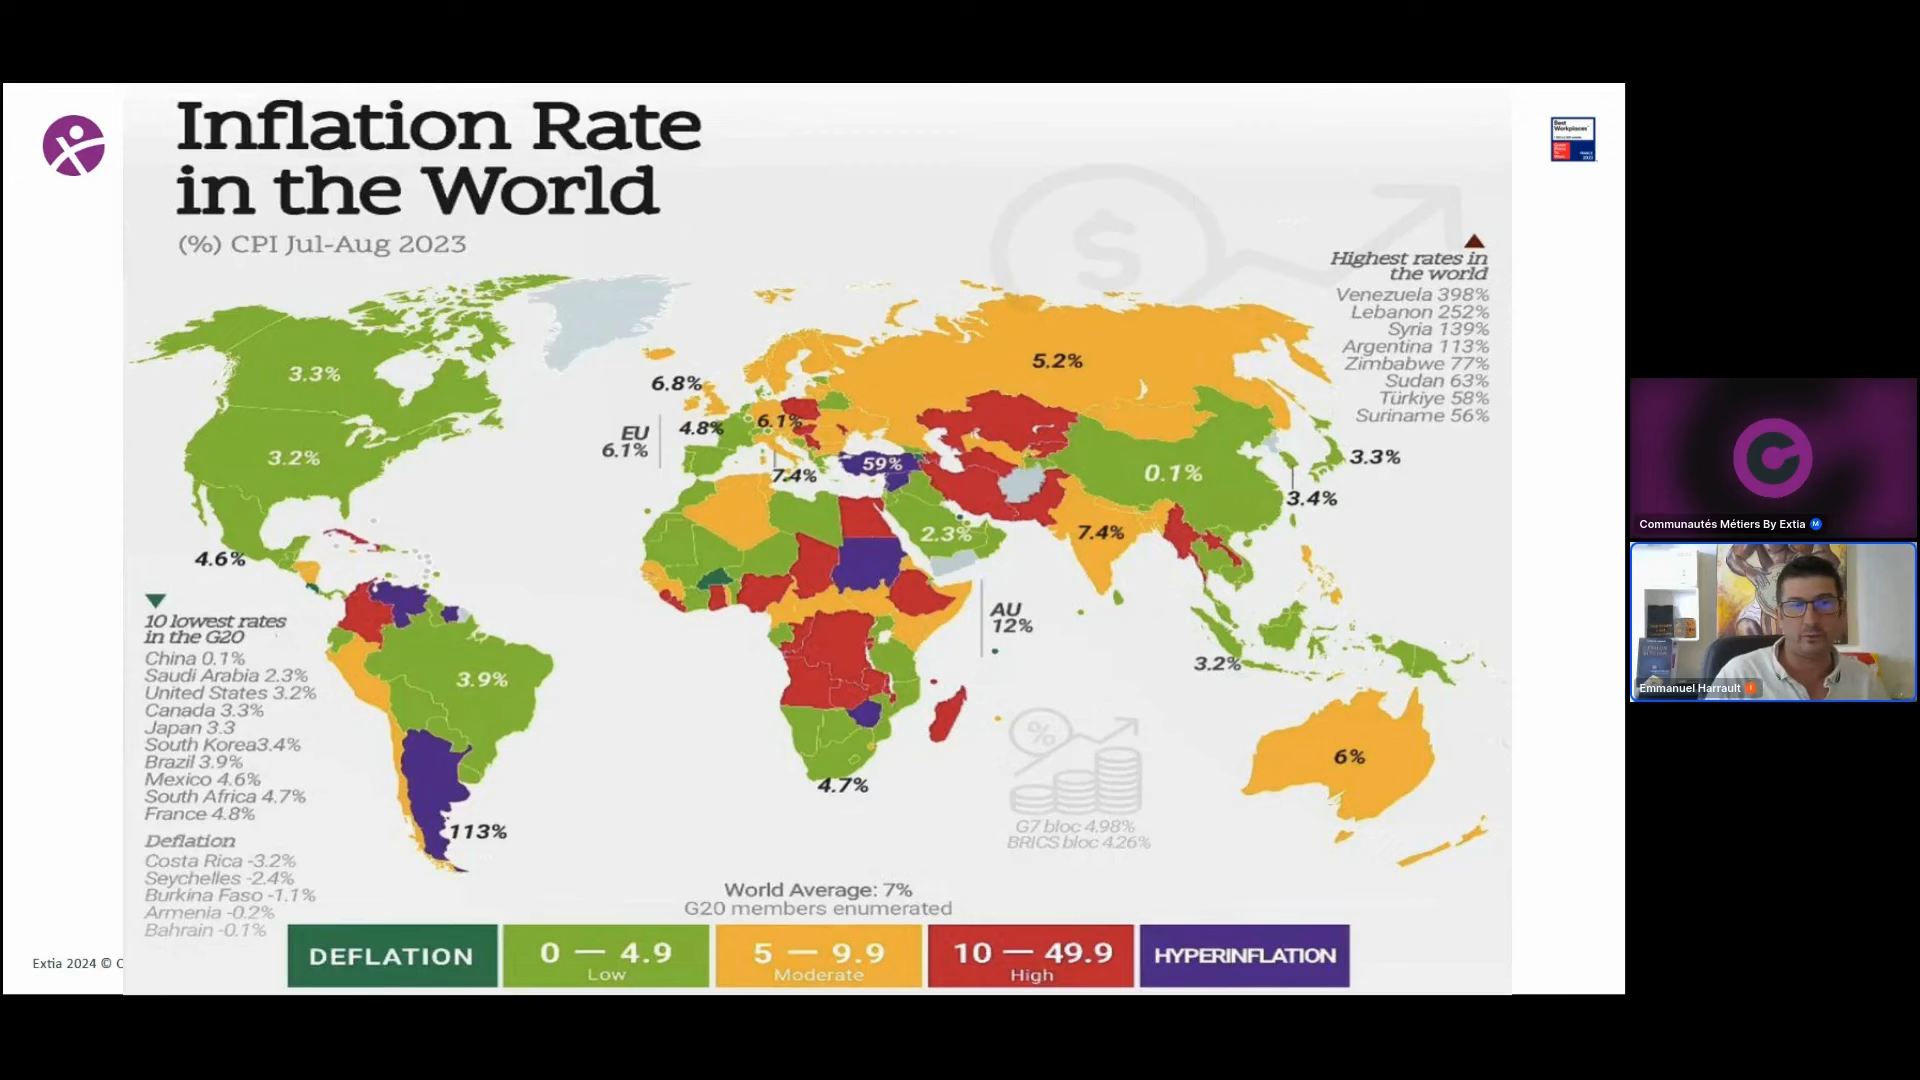 Inflation Rate
in the World
(%) CPI Jul-Aug 2023
Best
Workplaces
FRANCE
2023
Highest rates in
the world
Venezuela 398%
Lebanon 252%
Syria 139%
Argentina 113%
Zimbabwe 77%
Sudan 63%
Türkiye 58%
Suriname 56%
3.3%
3.2%
4.6%
6.8%
EU
6.1%
4.8%
6.1%
7.4%
59%
5.2%
0.1%
3.3%
3.4%
2.3%
7.4%
AU
12%
3.2%
3.9%
113%
4.7%
6%
$
%
10 lowest rates
in the G20
China 0.1%
Saudi Arabia 2.3%
United States 3.2%
Canada 3.3%
Japan 3.3
South Korea3.4%
Brazil 3.9%
Mexico 4.6%
South Africa 4.7%
France 4.8%
Deflation
Costa Rica -3.2%
Seychelles -2.4%
Burkina Faso -1.1%
Armenia -0.2%
Bahrain -0.1%
G7 bloc 4.98%
BRICS bloc 4.26%
World Average: 7%
G20 members enumerated
DEFLATION
0 — 4.9
Low
5 — 9.9
Moderate
10 — 49.9
High
HYPERINFLATION
Extia 2024 © C
Communautés Métiers By Extia M
Emmanuel Harrault